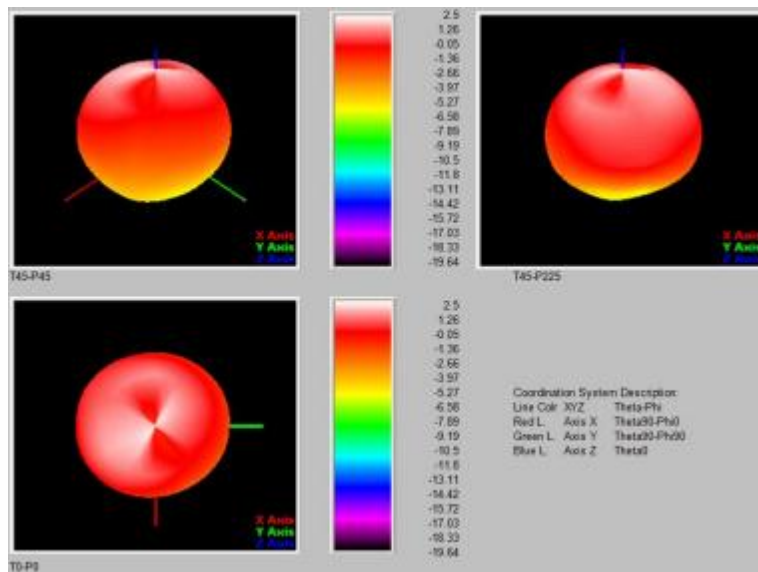 2.5
1.26
-0.05
-1.36
-2.66
-3.97
-5.27
-6.58
-7.89
-9.19
-10.5
-11.8
-13.11
-14.42
-15.72
-17.03
-18.33
-19.64
X Axis
Y Axis
Z Axis
T45-P45
X Axis
Y Axis
Z Axis
T45-P225
2.5
1.26
-0.05
-1.36
-2.66
-3.97
-5.27
-6.58
-7.89
-9.19
-10.5
-11.8
-13.11
-14.42
-15.72
-17.03
-18.33
-19.64
X Axis
Y Axis
Z Axis
T0-P0
Coordination System Description:
Line Colr XYZ Theta-Phi
Red L. Axis X Theta90-Phi0
Green L. Axis Y Theta90-Phi90
Blue L. Axis Z Theta0